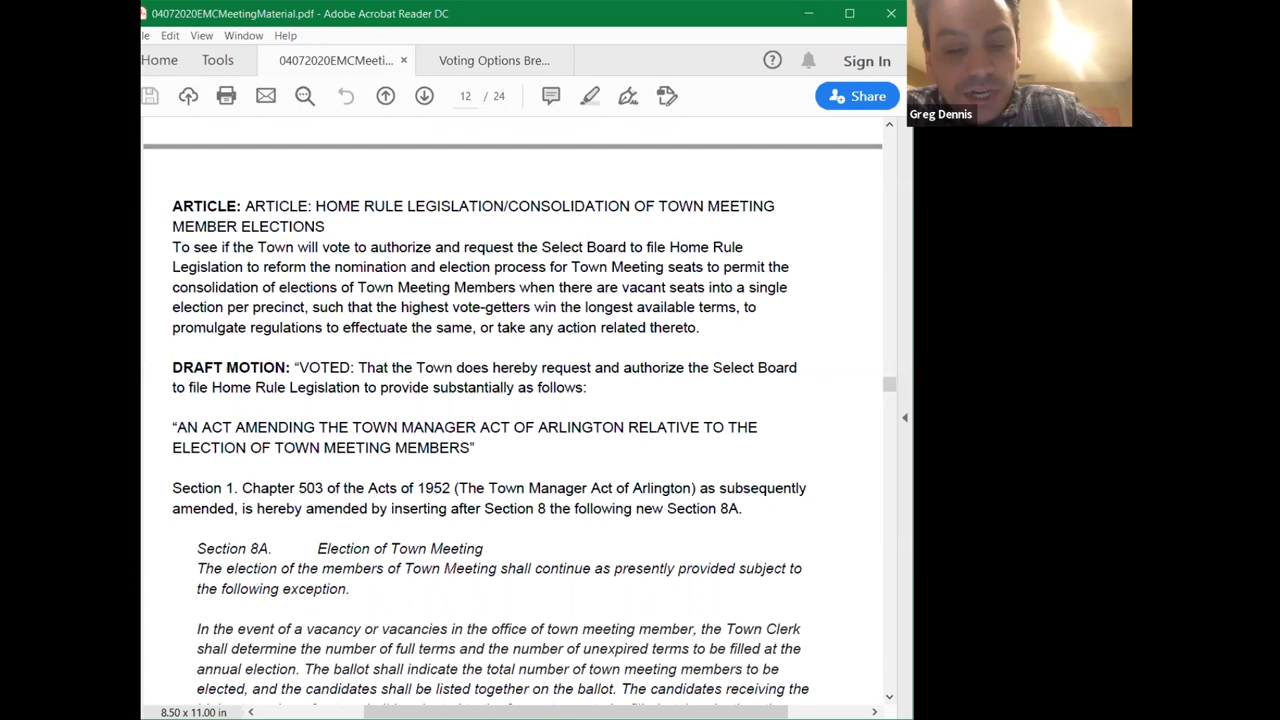 04072020EMCMeetingMaterial.pdf - Adobe Acrobat Reader DC
Edit View Window Help
Home Tools 04072020EMCMeeti... × Voting Options Bre... Sign In
12 / 24 Share
Greg Dennis
ARTICLE: ARTICLE: HOME RULE LEGISLATION/CONSOLIDATION OF TOWN MEETING
MEMBER ELECTIONS
To see if the Town will vote to authorize and request the Select Board to file Home Rule
Legislation to reform the nomination and election process for Town Meeting seats to permit the
consolidation of elections of Town Meeting Members when there are vacant seats into a single
election per precinct, such that the highest vote-getters win the longest available terms, to
promulgate regulations to effectuate the same, or take any action related thereto.
DRAFT MOTION: “VOTED: That the Town does hereby request and authorize the Select Board
to file Home Rule Legislation to provide substantially as follows:
“AN ACT AMENDING THE TOWN MANAGER ACT OF ARLINGTON RELATIVE TO THE
ELECTION OF TOWN MEETING MEMBERS”
Section 1. Chapter 503 of the Acts of 1952 (The Town Manager Act of Arlington) as subsequently
amended, is hereby amended by inserting after Section 8 the following new Section 8A.
Section 8A. Election of Town Meeting
The election of the members of Town Meeting shall continue as presently provided subject to
the following exception.
In the event of a vacancy or vacancies in the office of town meeting member, the Town Clerk
shall determine the number of full terms and the number of unexpired terms to be filled at the
annual election. The ballot shall indicate the total number of town meeting members to be
elected, and the candidates shall be listed together on the ballot. The candidates receiving the
8.50 x 11.00 in